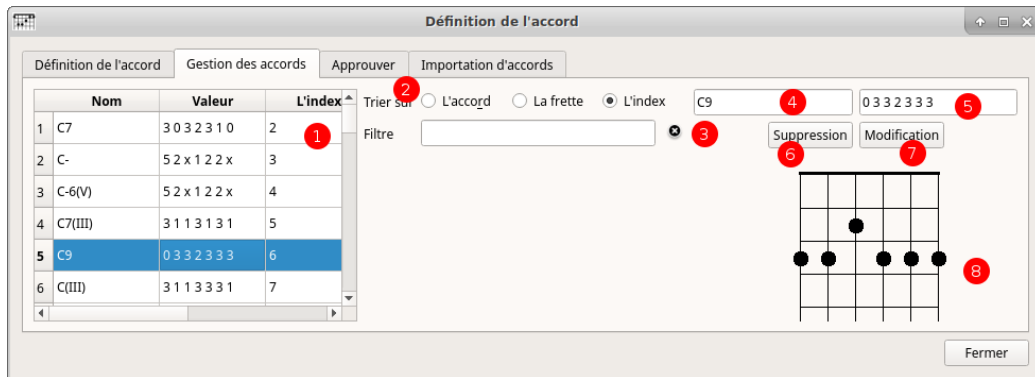 Définition de l'accord
Définition de l'accord Gestion des accords Approuver Importation d'accords
Nom Valeur L'index
1 C7 3 0 3 2 3 1 0 2
2 C- 5 2 x 1 2 2 x 3
3 C-6(V) 5 2 x 1 2 2 x 4
4 C7(III) 3 1 1 3 1 3 1 5
5 C9 0 3 3 2 3 3 3 6
6 C(III) 3 1 1 3 3 3 1 7
1
Trier sur 2 L'accord La frette L'index
Filtre 3
C9 4 0 3 3 2 3 3 3 5
Suppression Modification
6 7
8
Fermer